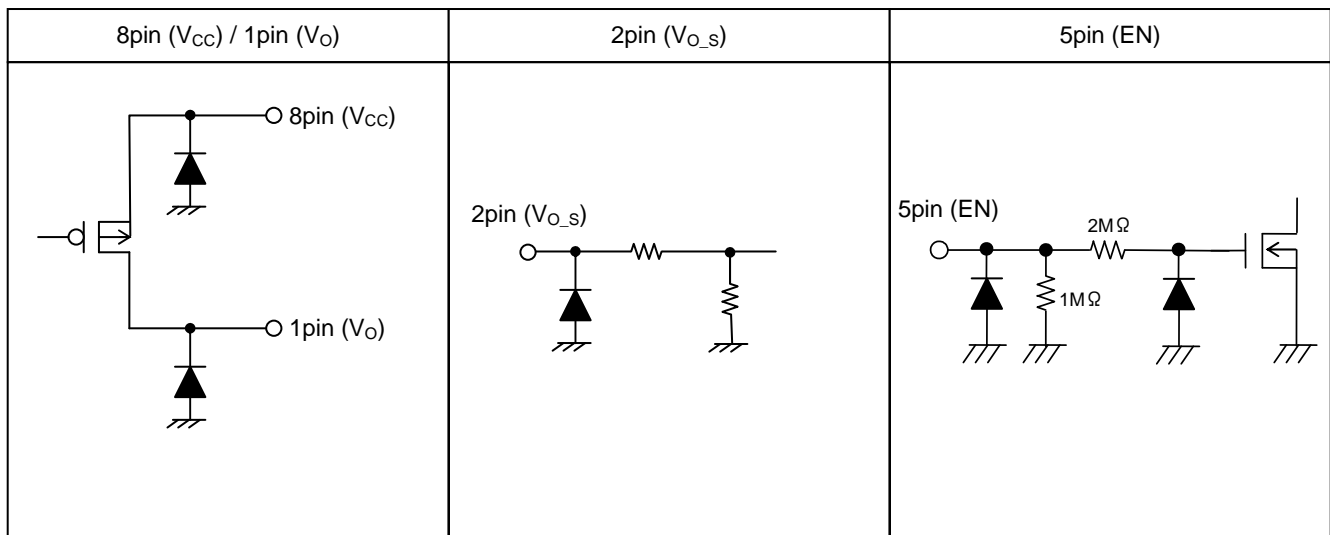 8pin (VCC) / 1pin (VO)
2pin (VO_S)
5pin (EN)
8pin (VCC)
1pin (VO)
2pin (VO_S)
5pin (EN)
2MΩ
1MΩ